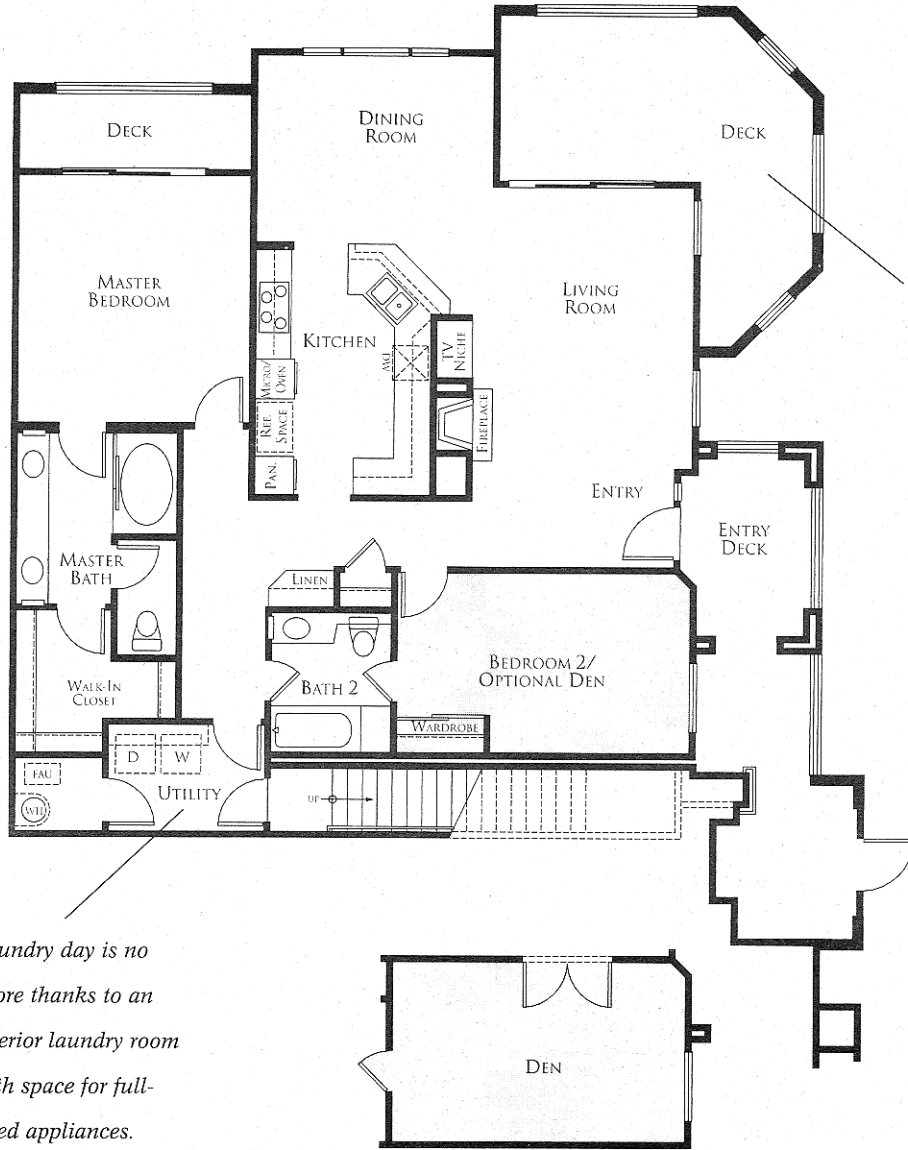 DECK
DINING
ROOM
DECK
MASTER
BEDROOM
LIVING
ROOM
KITCHEN
TV
NICHE
DW
MICRO/
OVEN
REF.
SPACE
FIREPLACE
PAN.
ENTRY
ENTRY
DECK
MASTER
BATH
LINEN
BEDROOM 2/
OPTIONAL DEN
BATH 2
WALK-IN
CLOSET
WARDROBE
D
W
FAU
UTILITY
UP
WH
undry day is no
ore thanks to an
erior laundry room
h space for full-
ed appliances.
DEN